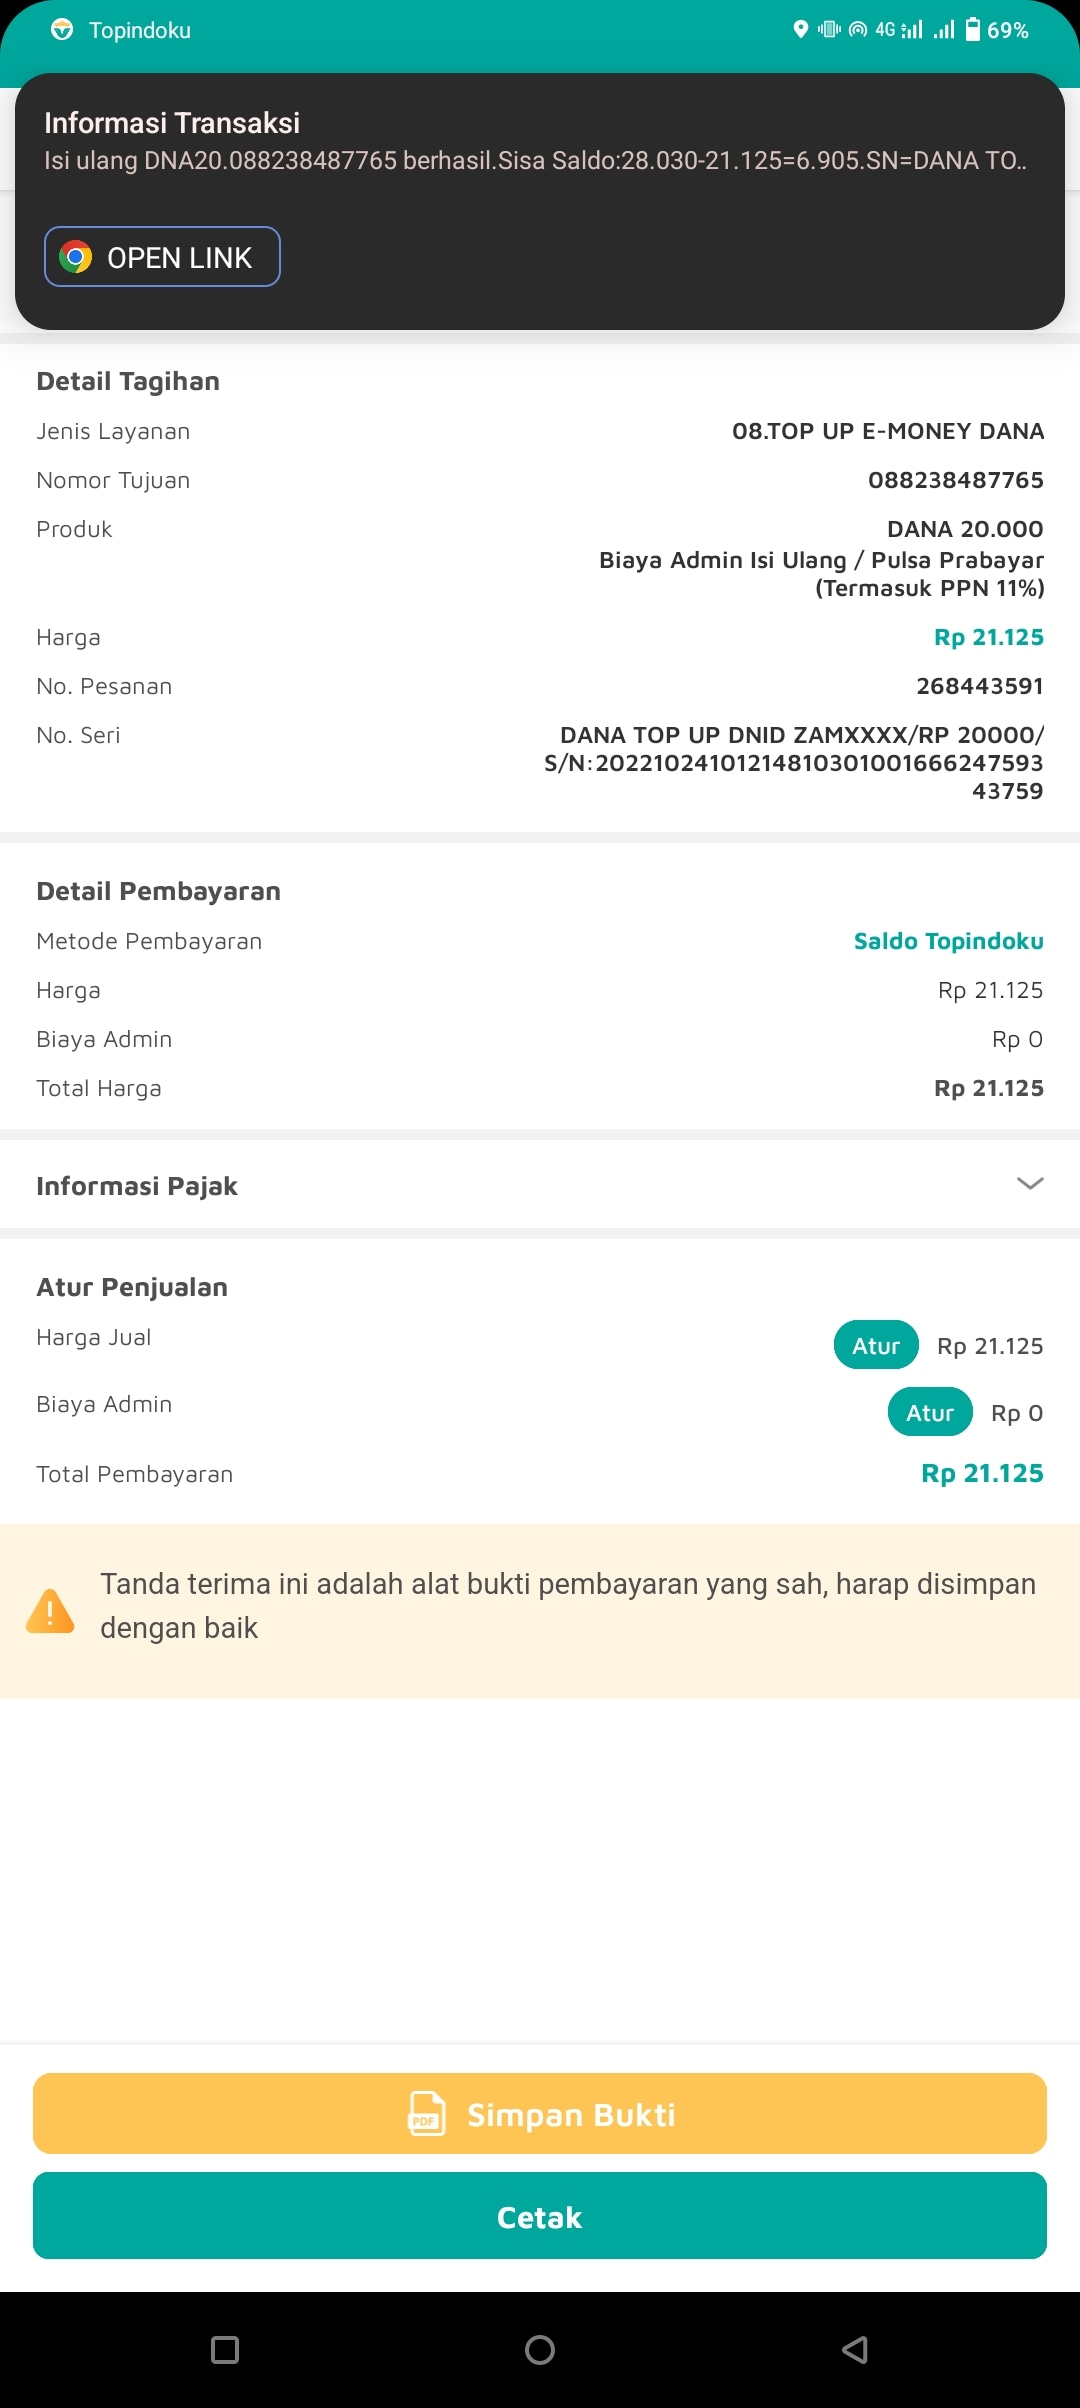 Topindoku
4G
69%
Informasi Transaksi
Isi ulang DNA20.088238487765 berhasil.Sisa Saldo:28.030-21.125=6.905.SN=DANA TO..
OPEN LINK
Detail Tagihan
Jenis Layanan 08.TOP UP E-MONEY DANA
Nomor Tujuan 088238487765
Produk DANA 20.000
Biaya Admin Isi Ulang / Pulsa Prabayar
(Termasuk PPN 11%)
Harga Rp 21.125
No. Pesanan 268443591
No. Seri DANA TOP UP DNID ZAMXXXX/RP 20000/
S/N:2022102410121481030100166624759 3
43759
Detail Pembayaran
Metode Pembayaran Saldo Topindoku
Harga Rp 21.125
Biaya Admin Rp 0
Total Harga Rp 21.125
Informasi Pajak
Atur Penjualan
Harga Jual Atur Rp 21.125
Biaya Admin Atur Rp 0
Total Pembayaran Rp 21.125
Tanda terima ini adalah alat bukti pembayaran yang sah, harap disimpan
dengan baik
PDF Simpan Bukti
Cetak